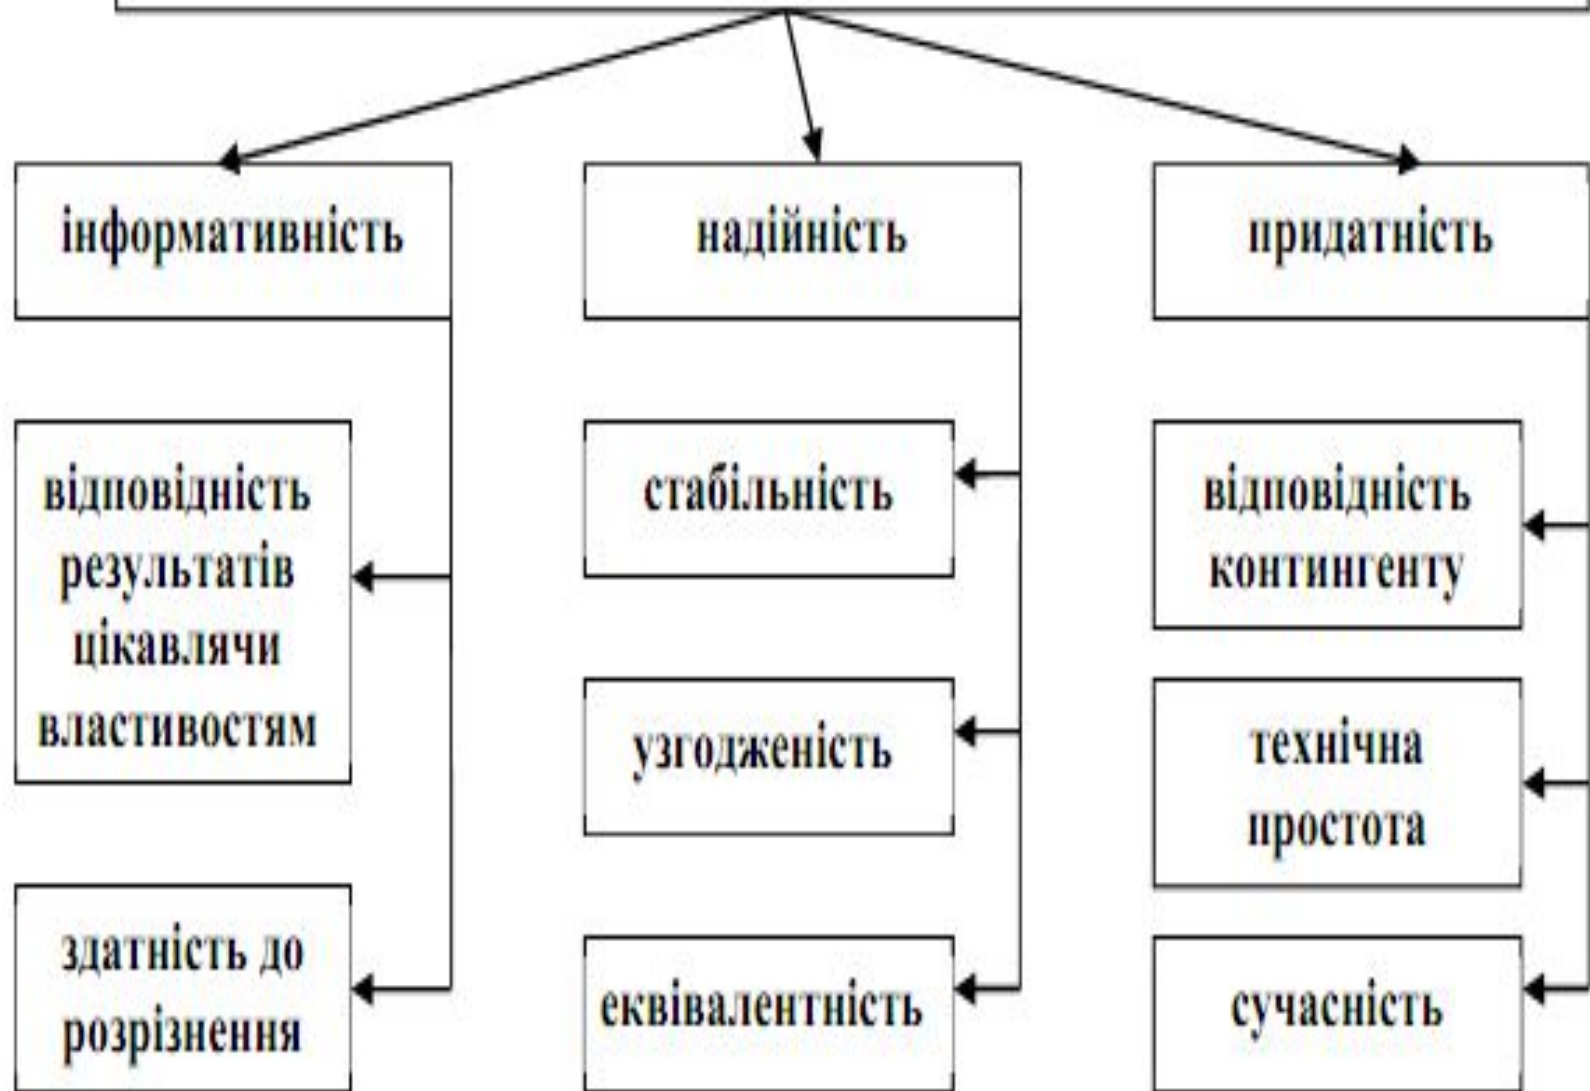 інформативність
надійність
придатність
відповідність
результатів
цікавлячи
властивостям
стабільність
відповідність
контингенту
узгодженість
технічна
простота
здатність до
розрізнення
еквівалентність
сучасність